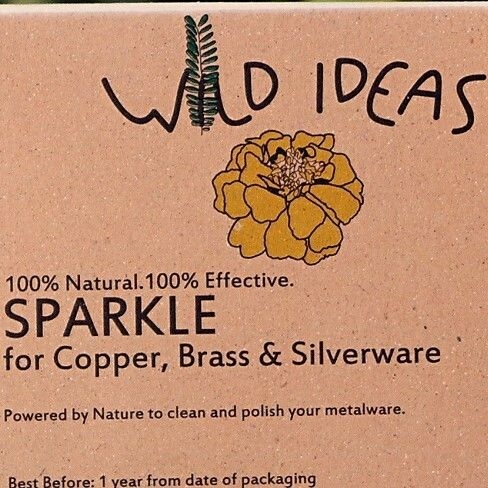 WILD IDEAS
100% Natural.100% Effective.
SPARKLE
for Copper, Brass & Silverware
Powered by Nature to clean and polish your metalware.
Best Before: 1 year from date of packaging